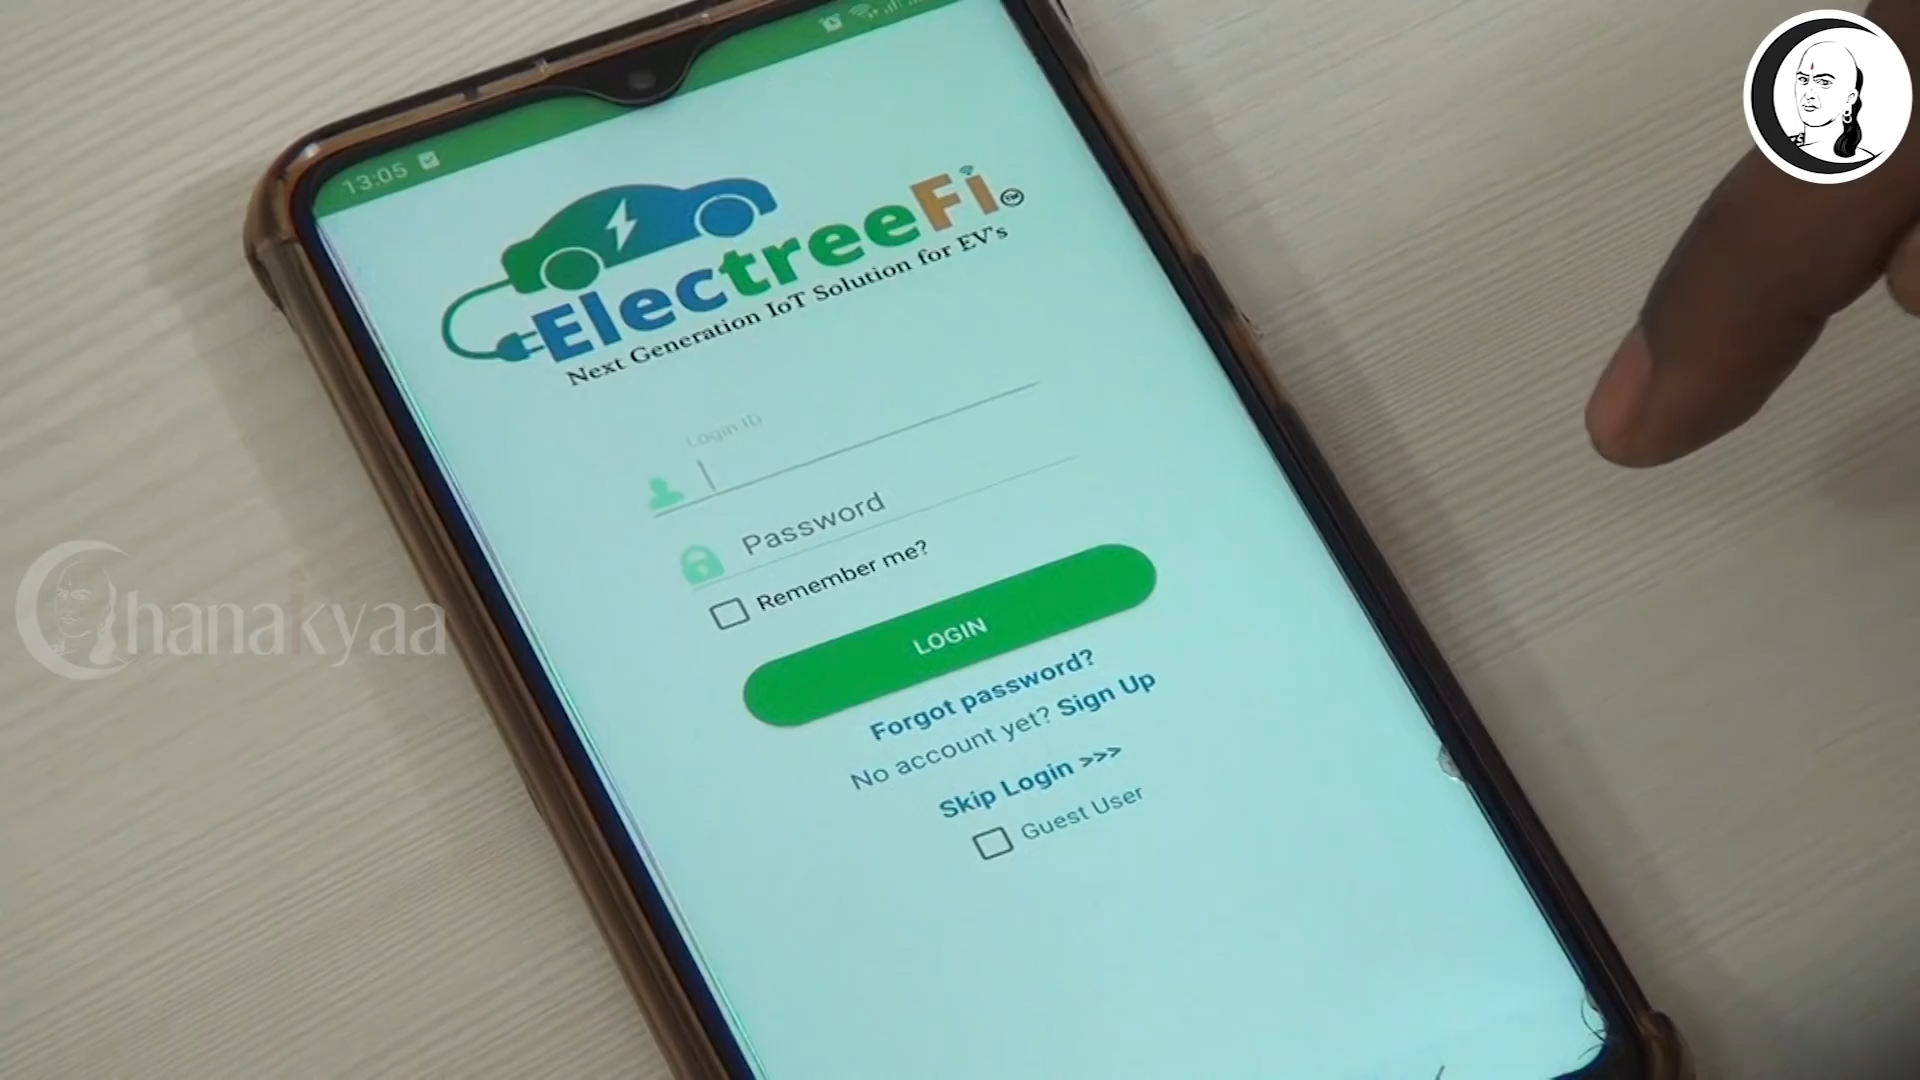 13:05
ElectreeFi
TM
Next Generation IoT Solution for EV's
Login ID
Password
Remember me?
LOGIN
Forgot password?
No account yet? Sign Up
Skip Login >>>
Guest User
Chanakyaa